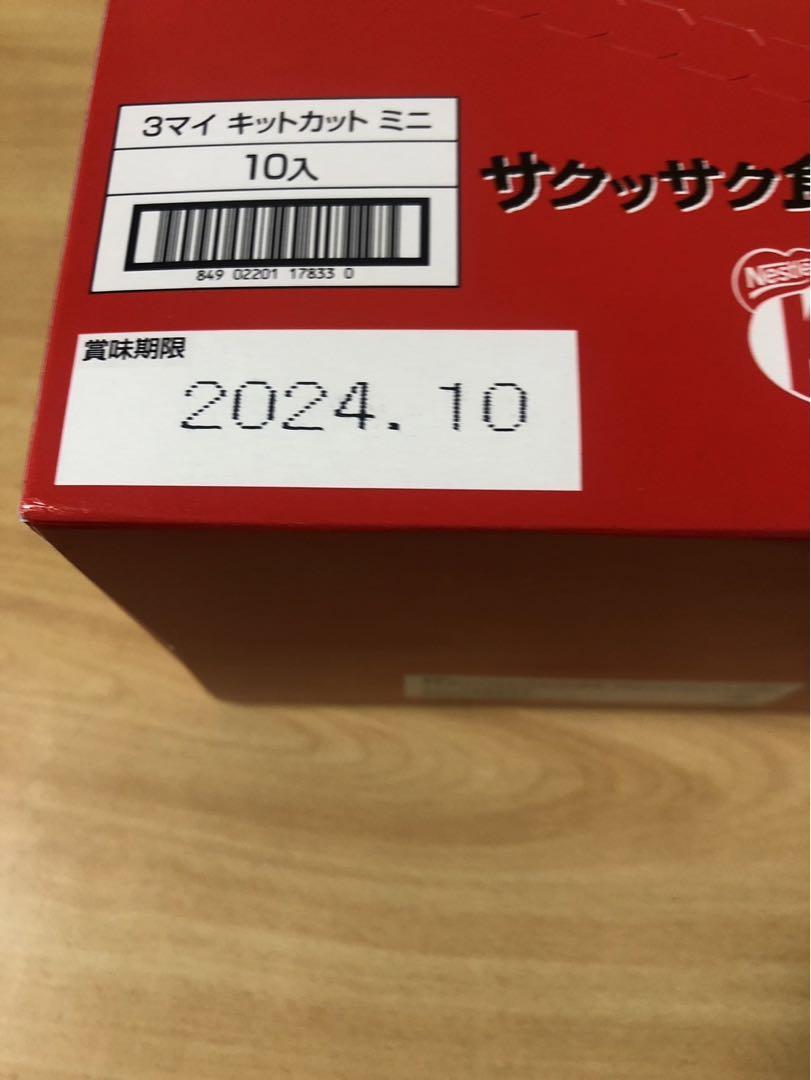 3マイ キットカット ミニ
10入
849 02201 17833 0
サクッサク
Nestlé
賞味期限
2024.10